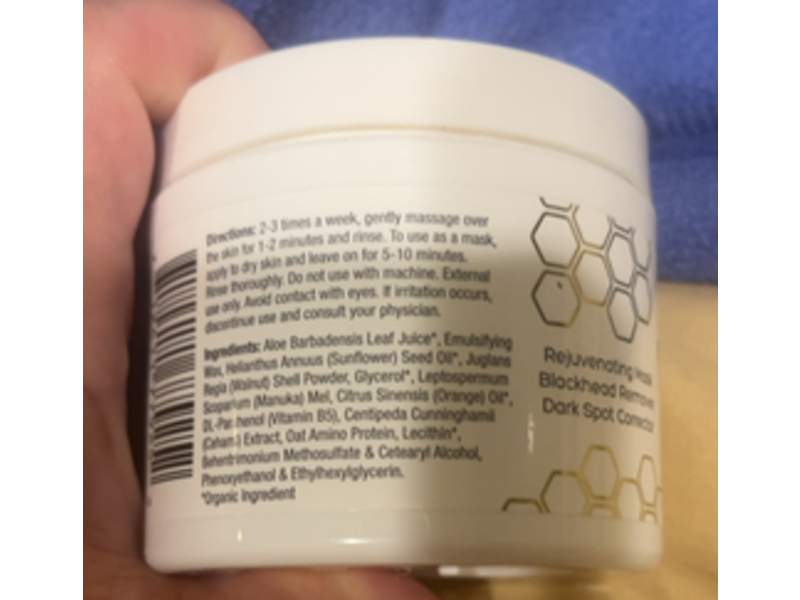 Directions: 2-3 times a week, gently massage over
the skin for 1-2 minutes and rinse. To use as a mask,
apply to dry skin and leave on for 5-10 minutes.
Rinse thoroughly. Do not use with machine. External
use only. Avoid contact with eyes. If irritation occurs,
discontinue use and consult your physician.
Ingredients: Aloe Barbadensis Leaf Juice*, Emulsifying
Wax, Helianthus Annuus (Sunflower) Seed Oil*, Juglans
Regia (Walnut) Shell Powder, Glycerol*, Leptospermum
Scoparium (Manuka) Mel, Citrus Sinensis (Orange) Oil*,
DL-Panthenol (Vitamin B5), Centipeda Cunninghamii
Extract, Oat Amino Protein, Lecithin*,
Behentrimonium Methosulfate & Cetearyl Alcohol,
Phenoxyethanol & Ethylhexylglycerin.
*Organic Ingredient
Rejuvenating Mask
Blackhead Remover
Dark Spot Corrector